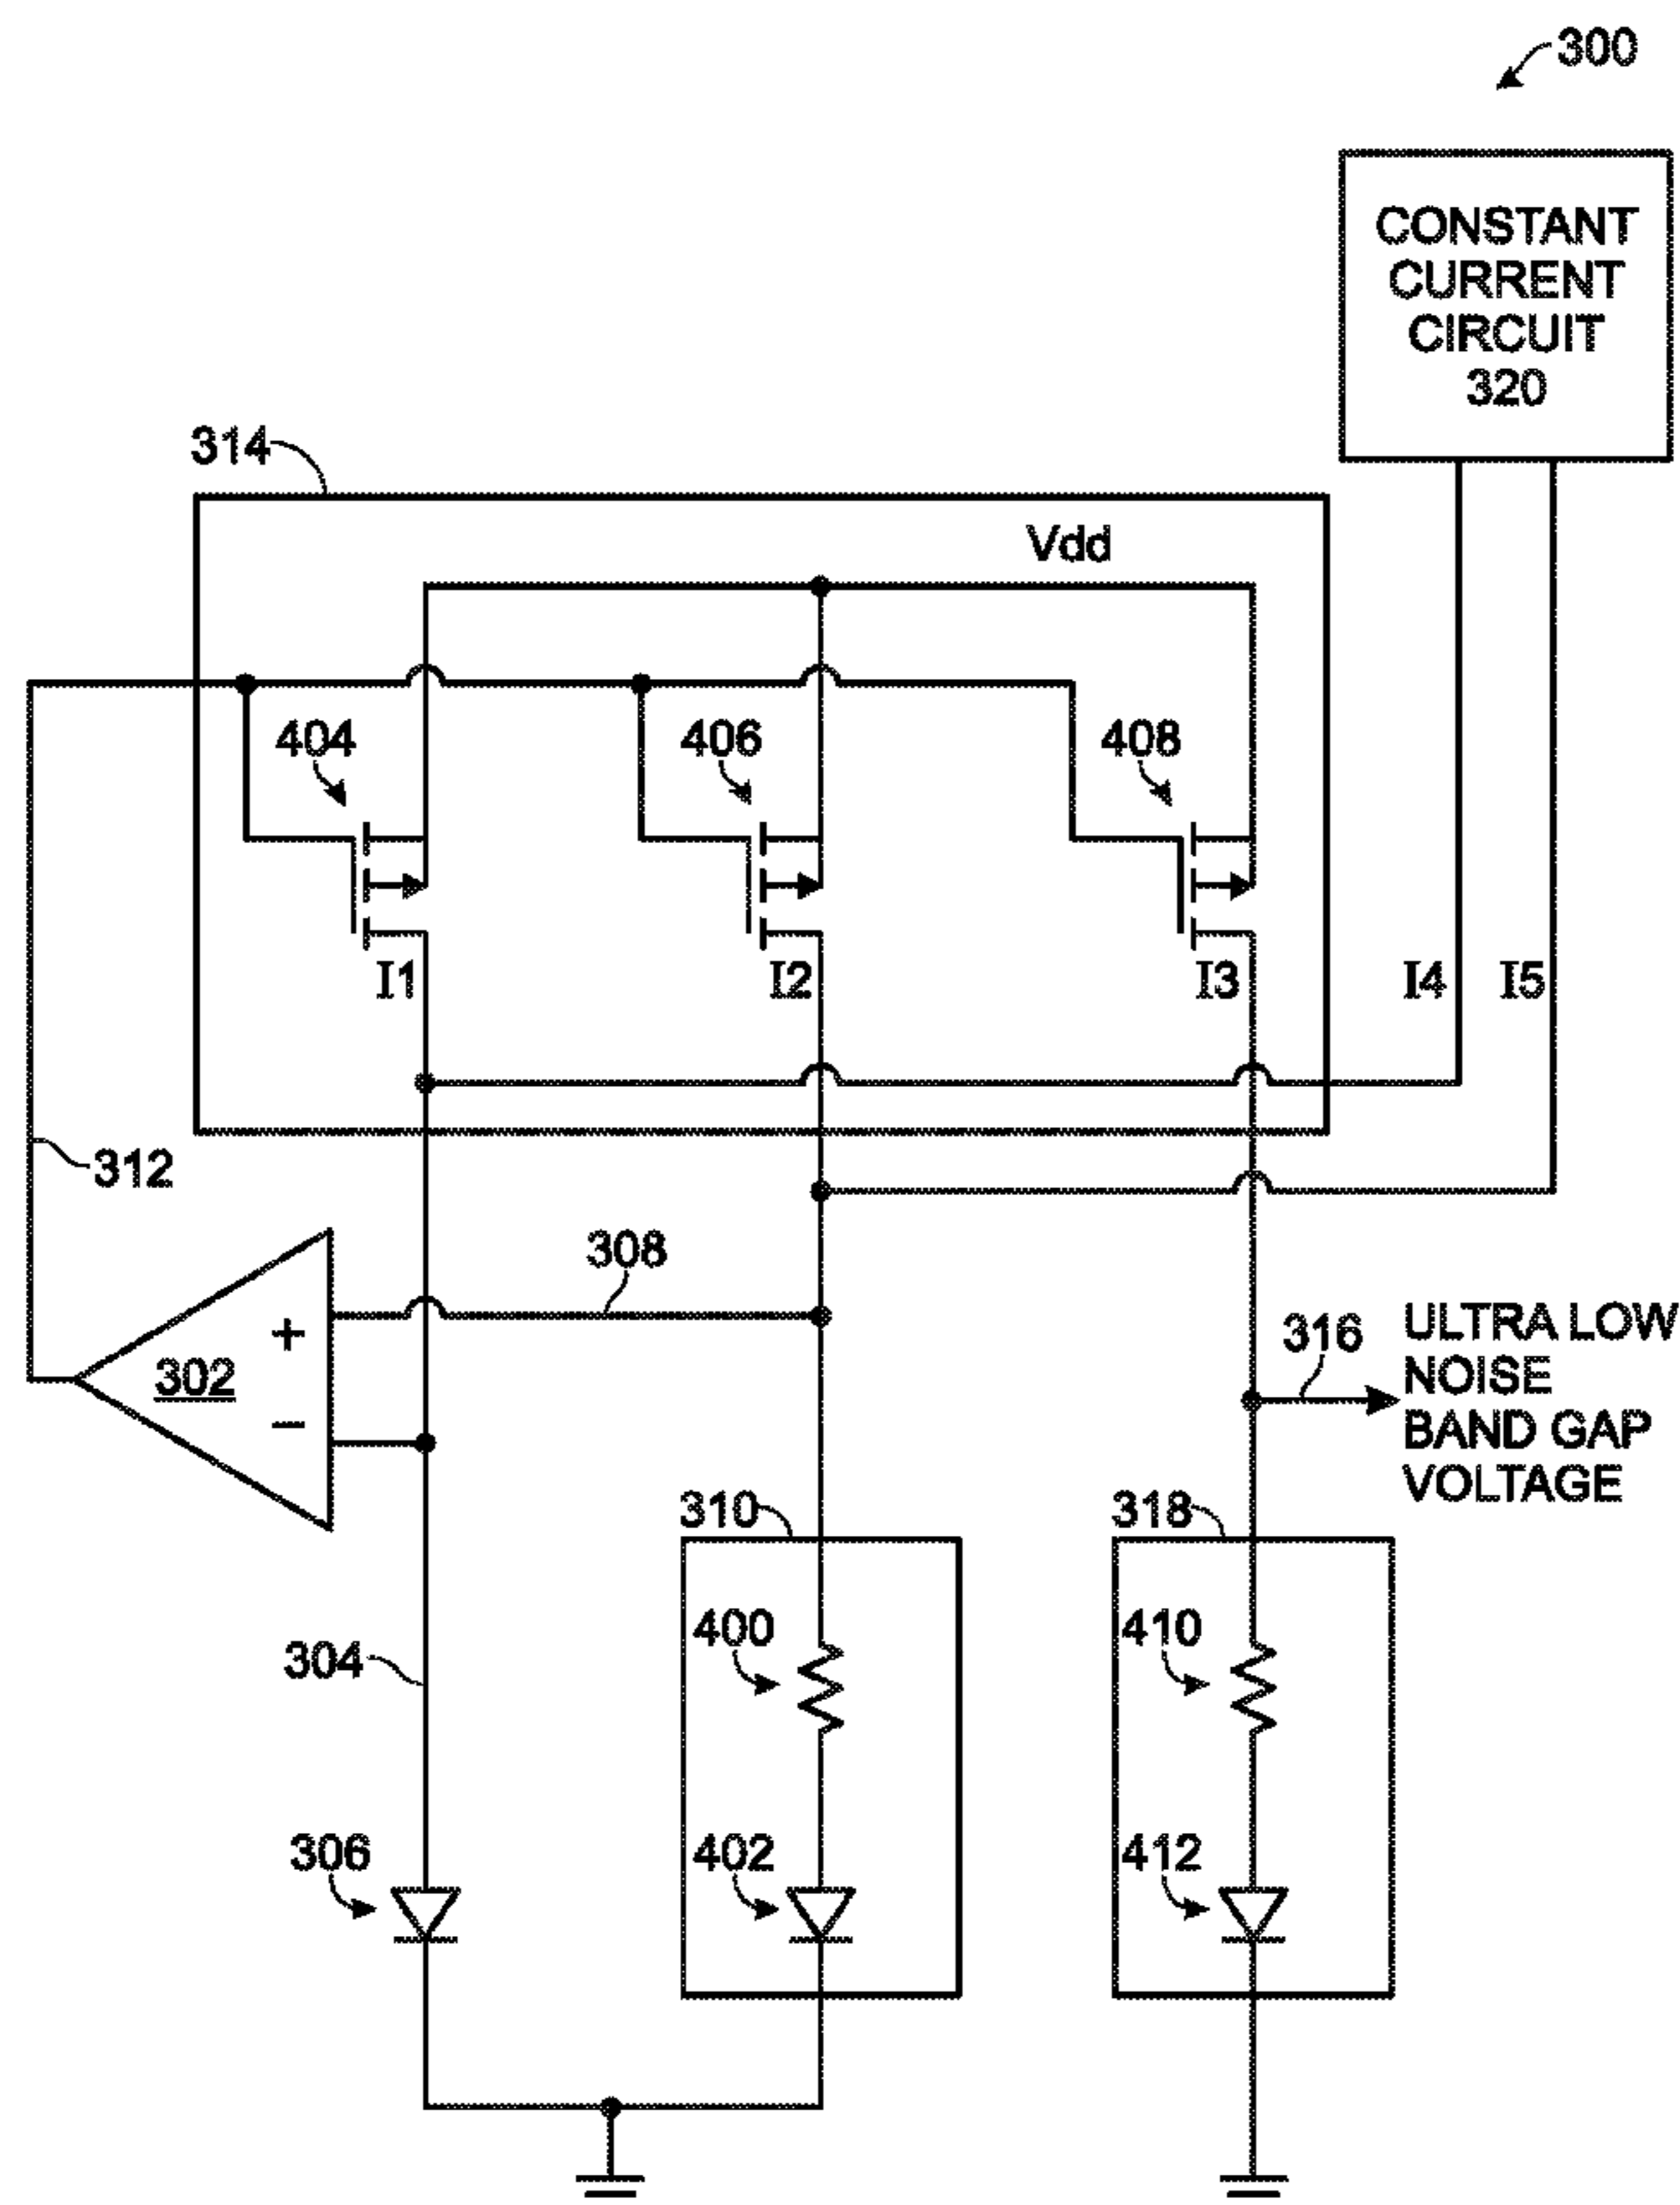 300
CONSTANT
CURRENT
CIRCUIT
320
314
Vdd
404
406
408
I1
I2
I3
I4
I5
312
308
+
302
−
316
ULTRA LOW
NOISE
BAND GAP
VOLTAGE
310
318
400
410
304
306
402
412